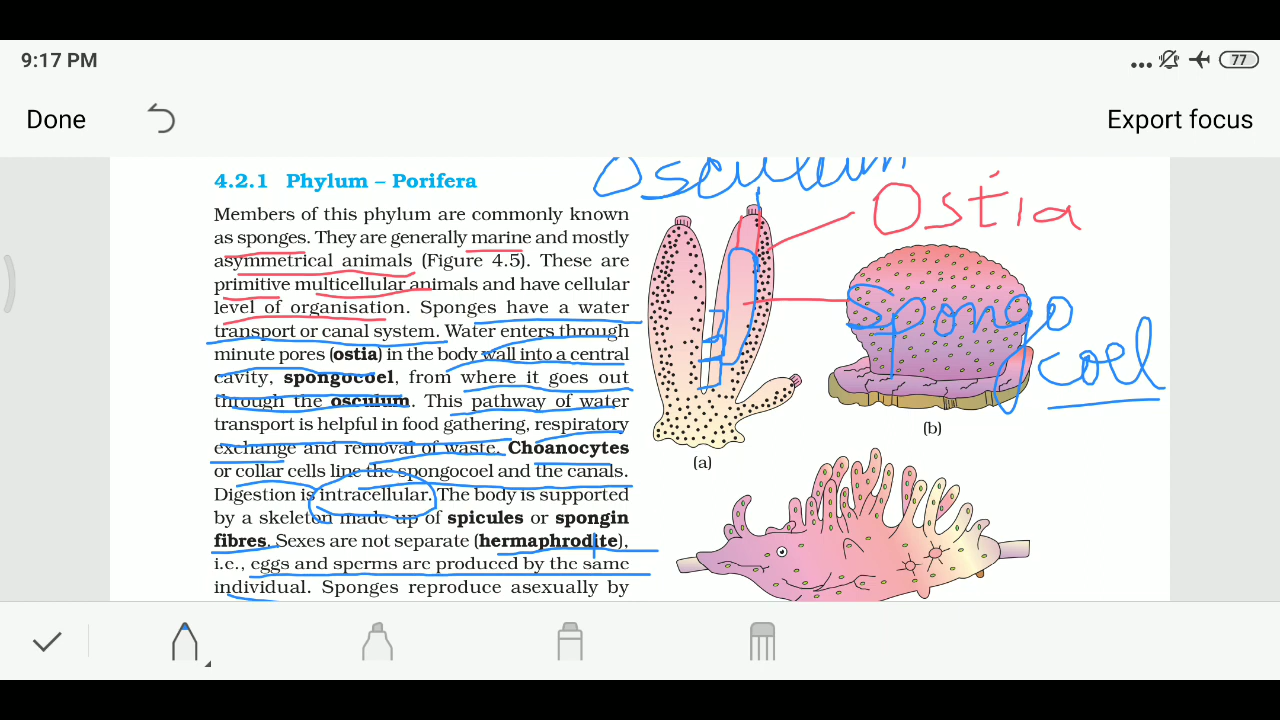 9:17 PM
77
Done
Export focus
Osculum
4.2.1 Phylum – Porifera
Members of this phylum are commonly known
as sponges. They are generally marine and mostly
asymmetrical animals (Figure 4.5). These are
primitive multicellular animals and have cellular
level of organisation. Sponges have a water
transport or canal system. Water enters through
minute pores (ostia) in the body wall into a central
cavity, spongocoel, from where it goes out
through the osculum. This pathway of water
transport is helpful in food gathering, respiratory
exchange and removal of waste. Choanocytes
or collar cells line the spongocoel and the canals.
Digestion is intracellular. The body is supported
by a skeleton made up of spicules or spongin
fibres. Sexes are not separate (hermaphrodite),
i.e., eggs and sperms are produced by the same
individual. Sponges reproduce asexually by
Ostia
Spongo
coel
(a)
(b)